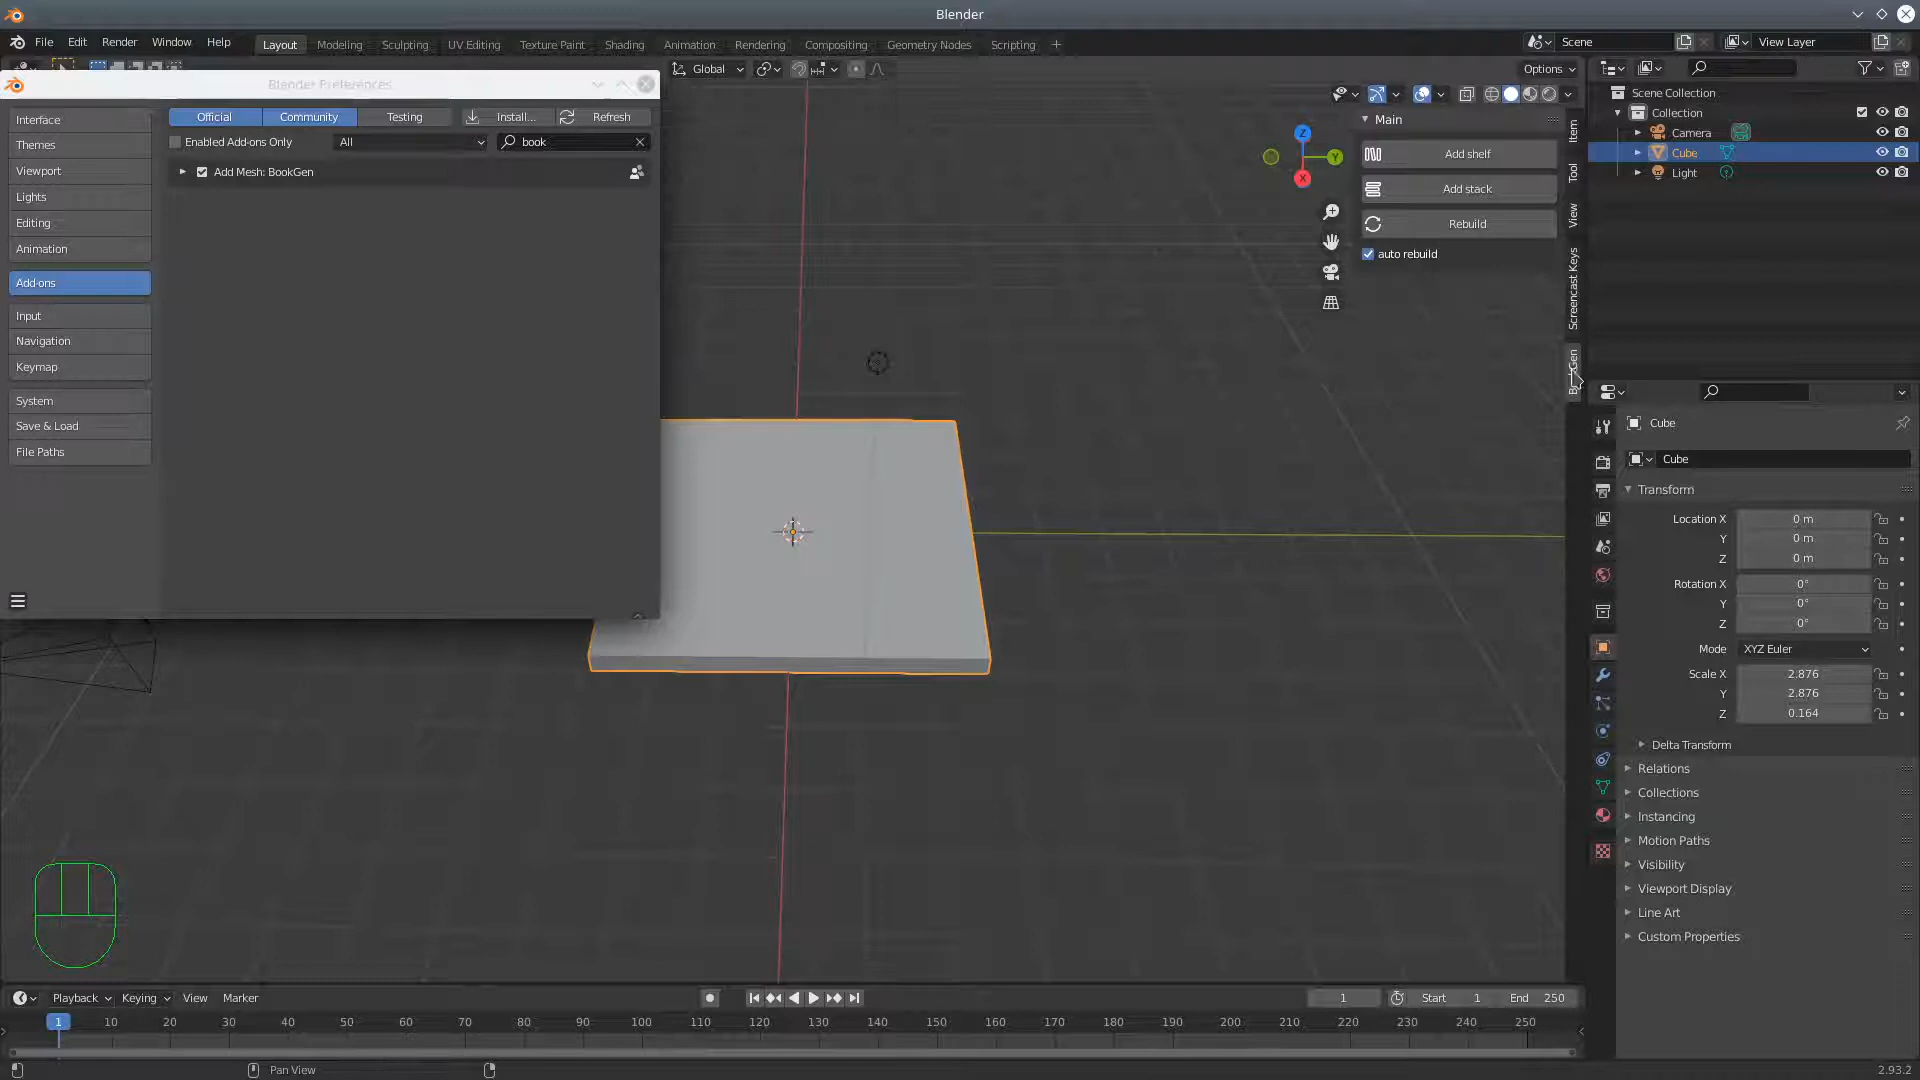 Blender
File Edit Render Window Help
Layout Modeling Sculpting UV Editing Texture Paint Shading Animation Rendering Compositing Geometry Nodes Scripting +
Scene
View Layer
Global
Options
Blender Preferences
Interface
Themes
Viewport
Lights
Editing
Animation
Add-ons
Input
Navigation
Keymap
System
Save & Load
File Paths
Official Community Testing
Install... Refresh
Enabled Add-ons Only
All
book
Add Mesh: BookGen
Z
Y
X
Main
Add shelf
Add stack
Rebuild
auto rebuild
Item
Tool
View
Screencast Keys
Scene Collection
Collection
Camera
Cube
Light
Cube
Cube
Transform
Location X 0 m
Y 0 m
Z 0 m
Rotation X 0°
Y 0°
Z 0°
Mode XYZ Euler
Scale X 2.876
Y 2.876
Z 0.164
Delta Transform
Relations
Collections
Instancing
Motion Paths
Visibility
Viewport Display
Line Art
Custom Properties
Playback Keying View Marker
1
Start 1
End 250
1 10 20 30 40 50 60 70 80 90 100 110 120 130 140 150 160 170 180 190 200 210 220 230 240 250
Pan View
2.93.2